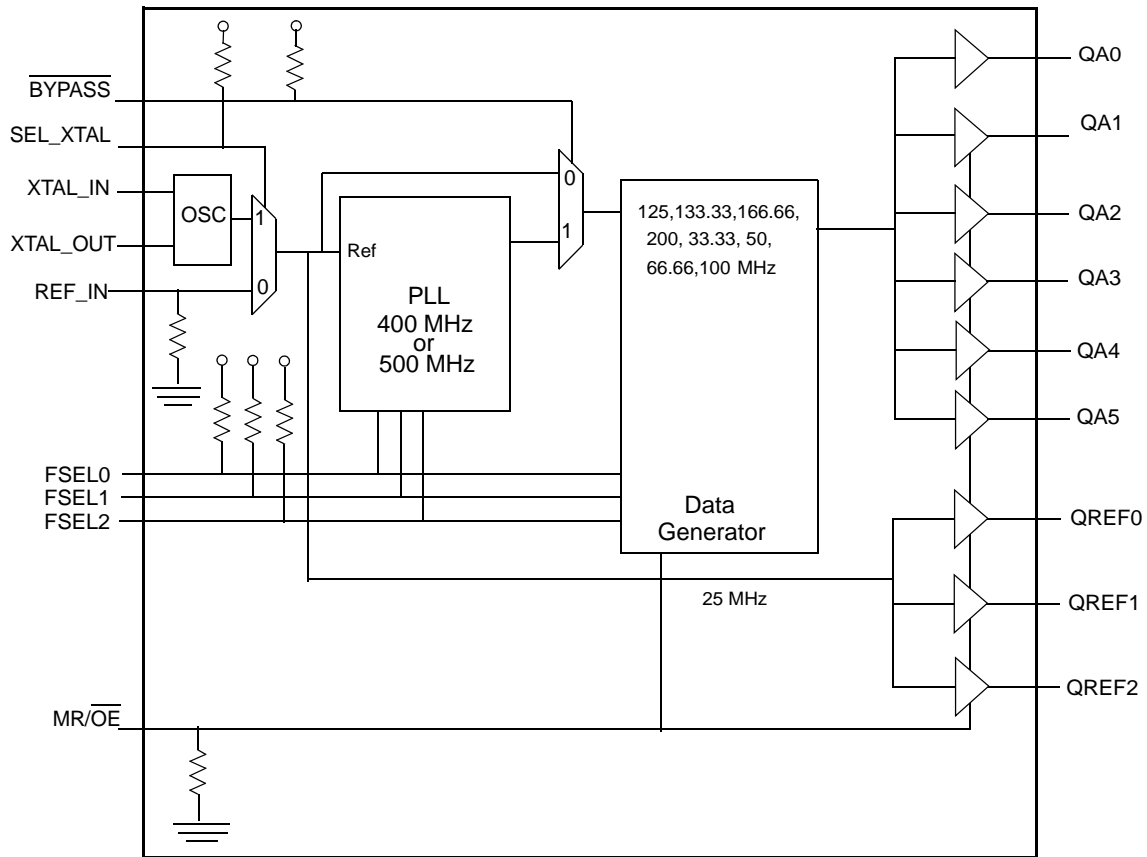 BYPASS
SEL_XTAL
XTAL_IN
XTAL_OUT
REF_IN
OSC
1
0
Ref
PLL
400 MHz
or
500 MHz
0
1
125,133.33,166.66,
200, 33.33, 50,
66.66,100 MHz
Data
Generator
FSEL0
FSEL1
FSEL2
25 MHz
MR/OE
QA0
QA1
QA2
QA3
QA4
QA5
QREF0
QREF1
QREF2